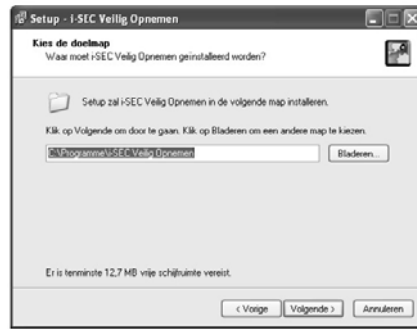 Setup - i-SEC Veilig Opnemen
Kies de doelmap
Waar moet i-SEC Veilig Opnemen geinstalleerd worden?
Setup zal i-SEC Veilig Opnemen in de volgende map installeren.
Klik op Volgende om door te gaan. Klik op Bladeren om een andere map te kiezen.
C:\Programme\i-SEC Veilig Opnemen
Bladeren...
Er is tenminste 12,7 MB vrije schijfruimte vereist.
< Vorige
Volgende >
Annuleren